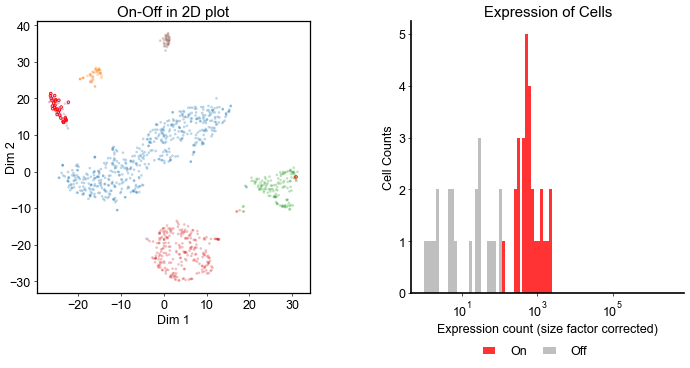 On-Off in 2D plot
40
30
20
10
0
−10
−20
−30
−20 −10 0 10 20 30
Dim 1
Dim 2
Expression of Cells
5
4
3
2
1
0
10^1 10^3 10^5
Cell Counts
Expression count (size factor corrected)
On Off